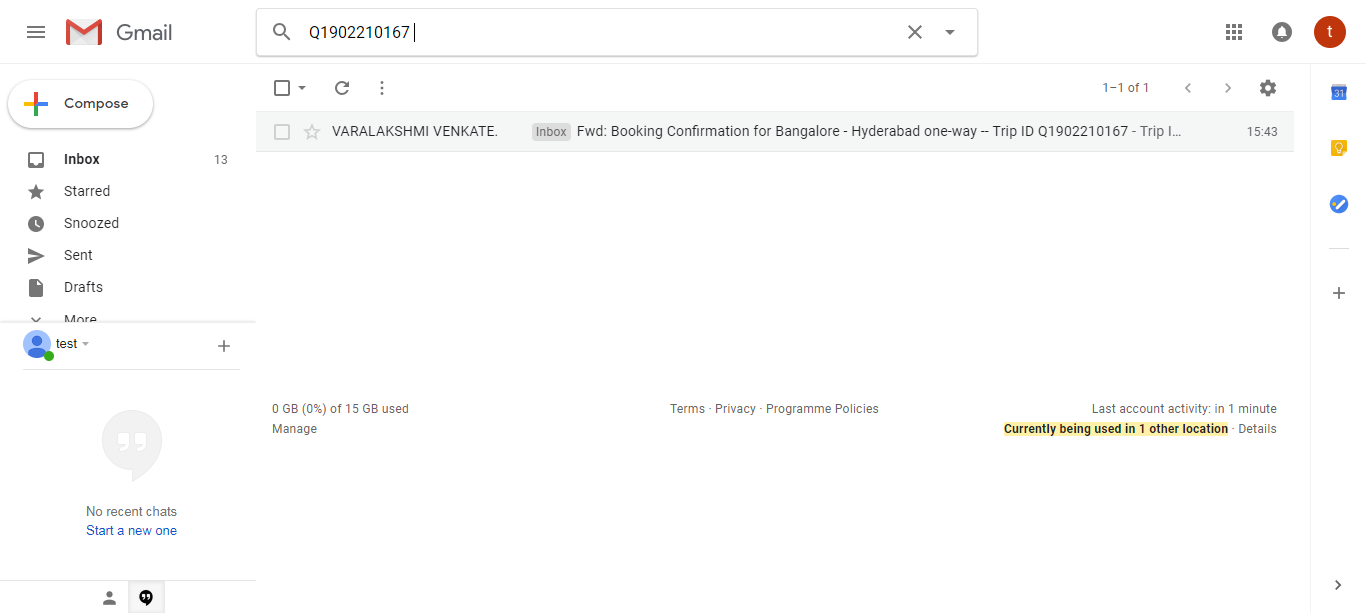 Gmail
Q1902210167
t
Compose
1–1 of 1
31
VARALAKSHMI VENKATE. Inbox Fwd: Booking Confirmation for Bangalore - Hyderabad one-way -- Trip ID Q1902210167 - Trip I... 15:43
Inbox 13
Starred
Snoozed
Sent
Drafts
More
test
0 GB (0%) of 15 GB used
Manage
Terms · Privacy · Programme Policies
Last account activity: in 1 minute
Currently being used in 1 other location · Details
No recent chats
Start a new one